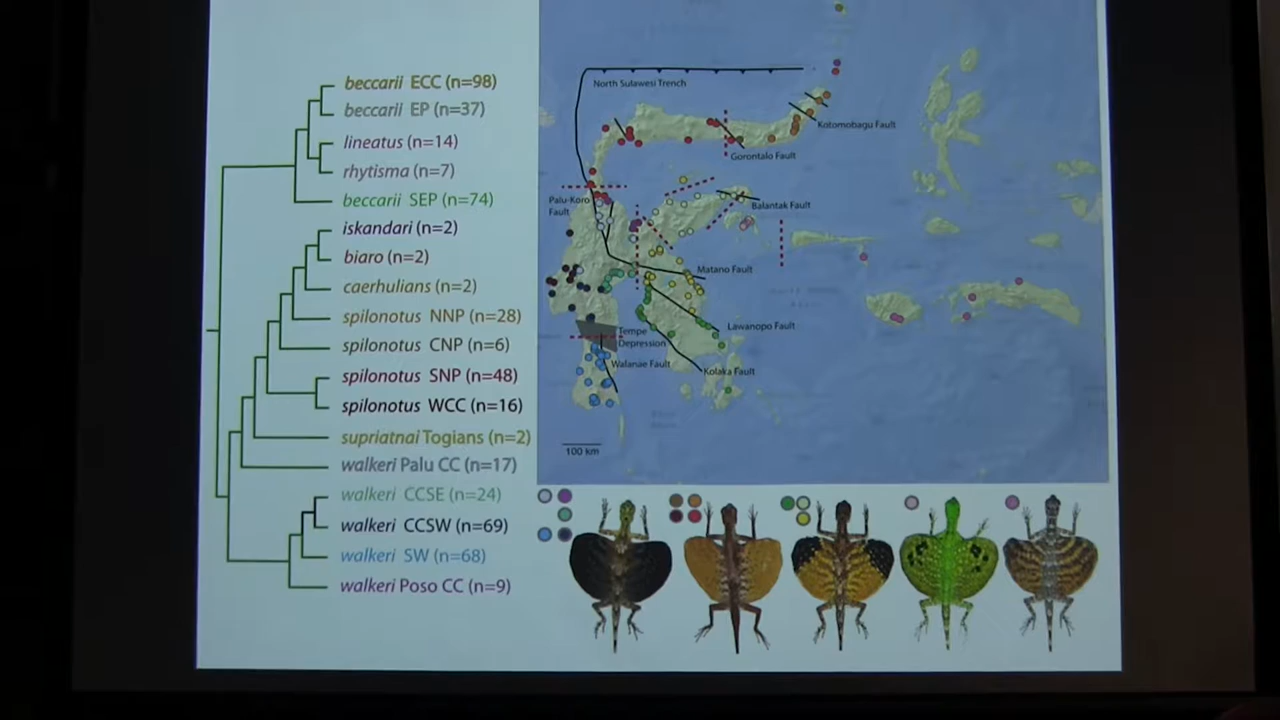 beccarii ECC (n=98)
beccarii EP (n=37)
lineatus (n=14)
rhytisma (n=7)
beccarii SEP (n=74)
iskandari (n=2)
biaro (n=2)
caerhulians (n=2)
spilonotus NNP (n=28)
spilonotus CNP (n=6)
spilonotus SNP (n=48)
spilonotus WCC (n=16)
supriatnai Togians (n=2)
walkeri Palu CC (n=17)
walkeri CCSE (n=24)
walkeri CCSW (n=69)
walkeri SW (n=68)
walkeri Poso CC (n=9)
North Sulawesi Trench
Kotomobagu Fault
Gorontalo Fault
Palu-Koro
Fault
Balantak Fault
Matano Fault
Lawanopo Fault
Tempe
Depression
Walanae Fault
Kolaka Fault
100 km